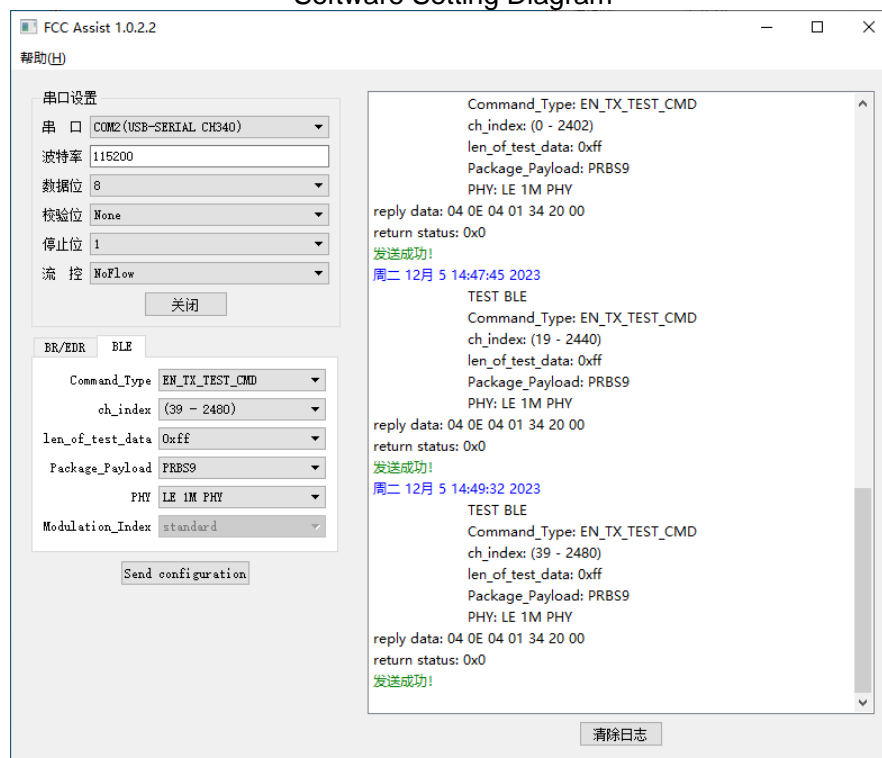 Software Setting Diagram
FCC Assist 1.0.2.2
帮助(H)
串口设置
串 口 COM2(USB-SERIAL CH340)
波特率 115200
数据位 8
校验位 None
停止位 1
流 控 NoFlow
关闭
BR/EDR BLE
Command_Type EN_TX_TEST_CMD
ch_index (39 - 2480)
len_of_test_data 0xff
Package_Payload PRBS9
PHY LE 1M PHY
Modulation_Index standard
Send configuration
Command_Type: EN_TX_TEST_CMD
ch_index: (0 - 2402)
len_of_test_data: 0xff
Package_Payload: PRBS9
PHY: LE 1M PHY
reply data: 04 0E 04 01 34 20 00
return status: 0x0
发送成功!
周二 12月 5 14:47:45 2023
TEST BLE
Command_Type: EN_TX_TEST_CMD
ch_index: (19 - 2440)
len_of_test_data: 0xff
Package_Payload: PRBS9
PHY: LE 1M PHY
reply data: 04 0E 04 01 34 20 00
return status: 0x0
发送成功!
周二 12月 5 14:49:32 2023
TEST BLE
Command_Type: EN_TX_TEST_CMD
ch_index: (39 - 2480)
len_of_test_data: 0xff
Package_Payload: PRBS9
PHY: LE 1M PHY
reply data: 04 0E 04 01 34 20 00
return status: 0x0
发送成功!
清除日志